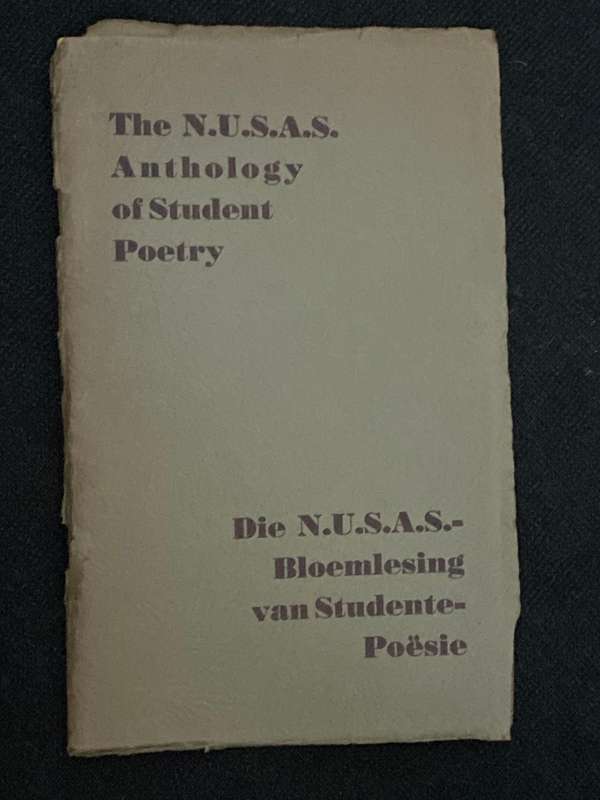 The N.U.S.A.S.
Anthology
of Student
Poetry
Die N.U.S.A.S.-
Bloemlesing
van Studente-
Poësie